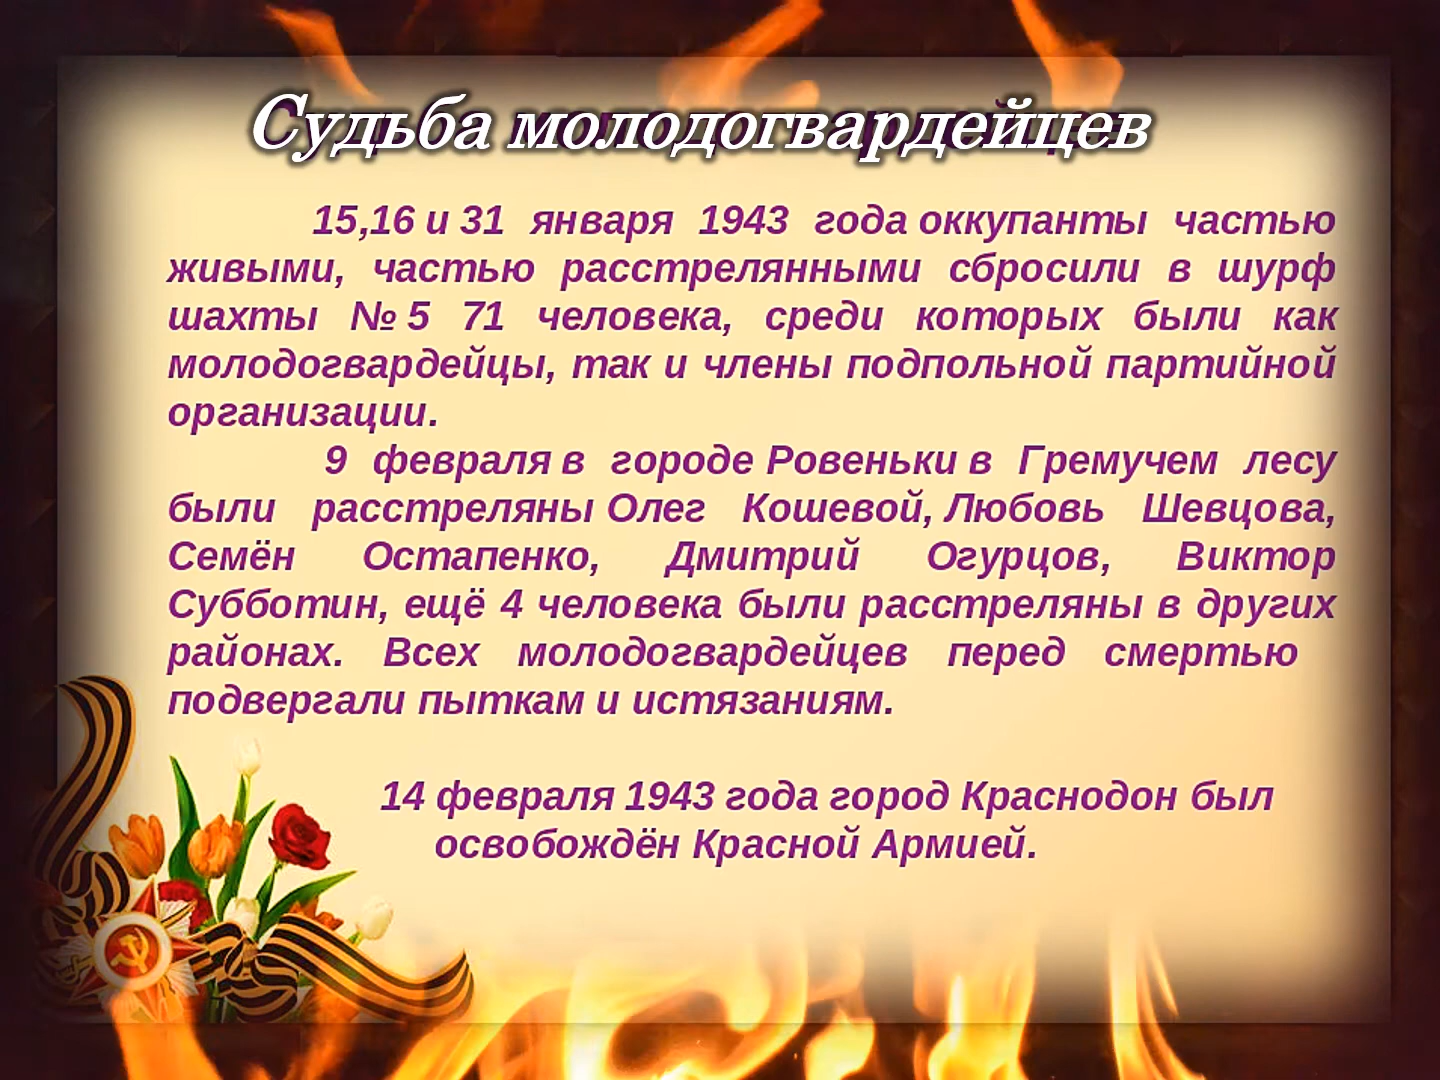 Судьба молодогвардейцев
15,16 и 31 января 1943 года оккупанты частью
живыми, частью расстрелянными сбросили в шурф
шахты № 5 71 человека, среди которых были как
молодогвардейцы, так и члены подпольной партийной
организации.
9 февраля в городе Ровеньки в Гремучем лесу
были расстреляны Олег Кошевой, Любовь Шевцова,
Семён Остапенко, Дмитрий Огурцов, Виктор
Субботин, ещё 4 человека были расстреляны в других
районах. Всех молодогвардейцев перед смертью
подвергали пыткам и истязаниям.
14 февраля 1943 года город Краснодон был
освобождён Красной Армией.